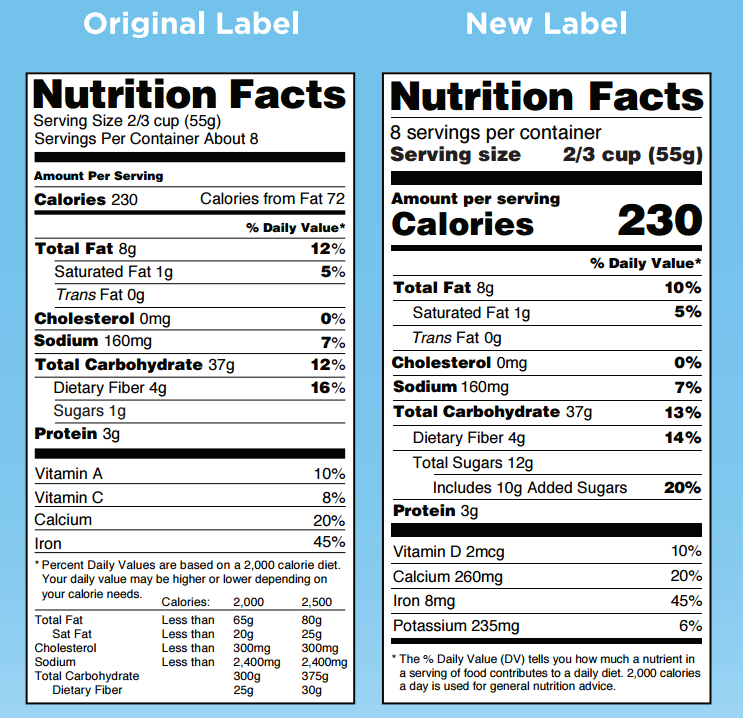 Original Label
Nutrition Facts
Serving Size 2/3 cup (55g)
Servings Per Container About 8
Amount Per Serving
Calories 230 Calories from Fat 72
% Daily Value*
Total Fat 8g 12%
Saturated Fat 1g 5%
Trans Fat 0g
Cholesterol 0mg 0%
Sodium 160mg 7%
Total Carbohydrate 37g 12%
Dietary Fiber 4g 16%
Sugars 1g
Protein 3g
Vitamin A 10%
Vitamin C 8%
Calcium 20%
Iron 45%
* Percent Daily Values are based on a 2,000 calorie diet.
Your daily value may be higher or lower depending on
your calorie needs.
Calories: 2,000 2,500
Total Fat Less than 65g 80g
Sat Fat Less than 20g 25g
Cholesterol Less than 300mg 300mg
Sodium Less than 2,400mg 2,400mg
Total Carbohydrate 300g 375g
Dietary Fiber 25g 30g
New Label
Nutrition Facts
8 servings per container
Serving size 2/3 cup (55g)
Amount per serving
Calories 230
% Daily Value*
Total Fat 8g 10%
Saturated Fat 1g 5%
Trans Fat 0g
Cholesterol 0mg 0%
Sodium 160mg 7%
Total Carbohydrate 37g 13%
Dietary Fiber 4g 14%
Total Sugars 12g
Includes 10g Added Sugars 20%
Protein 3g
Vitamin D 2mcg 10%
Calcium 260mg 20%
Iron 8mg 45%
Potassium 235mg 6%
* The % Daily Value (DV) tells you how much a nutrient in
a serving of food contributes to a daily diet. 2,000 calories
a day is used for general nutrition advice.